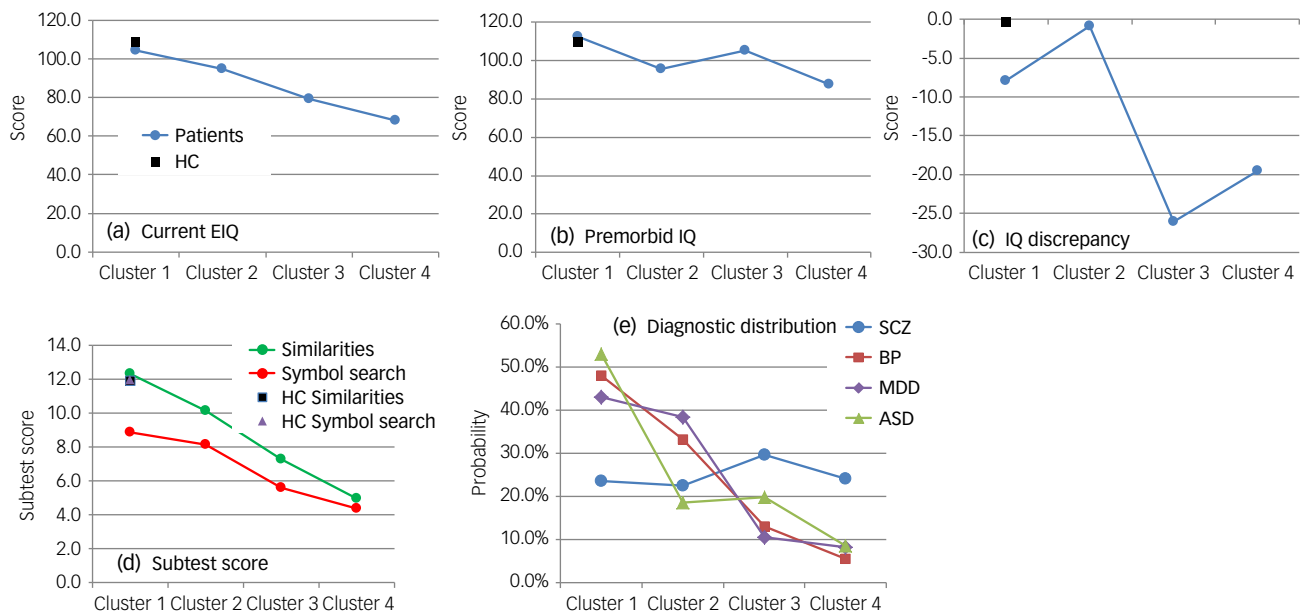 120.0
100.0
80.0
60.0
40.0
20.0
0.0
Score
Patients
HC
(a) Current EIQ
Cluster 1 Cluster 2 Cluster 3 Cluster 4
120.0
100.0
80.0
60.0
40.0
20.0
0.0
Score
(b) Premorbid IQ
Cluster 1 Cluster 2 Cluster 3 Cluster 4
0.0
-5.0
-10.0
-15.0
-20.0
-25.0
-30.0
Score
(c) IQ discrepancy
Cluster 1 Cluster 2 Cluster 3 Cluster 4
14.0
12.0
10.0
8.0
6.0
4.0
2.0
0.0
Subtest score
Similarities
Symbol search
HC Similarities
HC Symbol search
(d) Subtest score
Cluster 1 Cluster 2 Cluster 3 Cluster 4
60.0%
50.0%
40.0%
30.0%
20.0%
10.0%
0.0%
Probability
(e) Diagnostic distribution
SCZ
BP
MDD
ASD
Cluster 1 Cluster 2 Cluster 3 Cluster 4